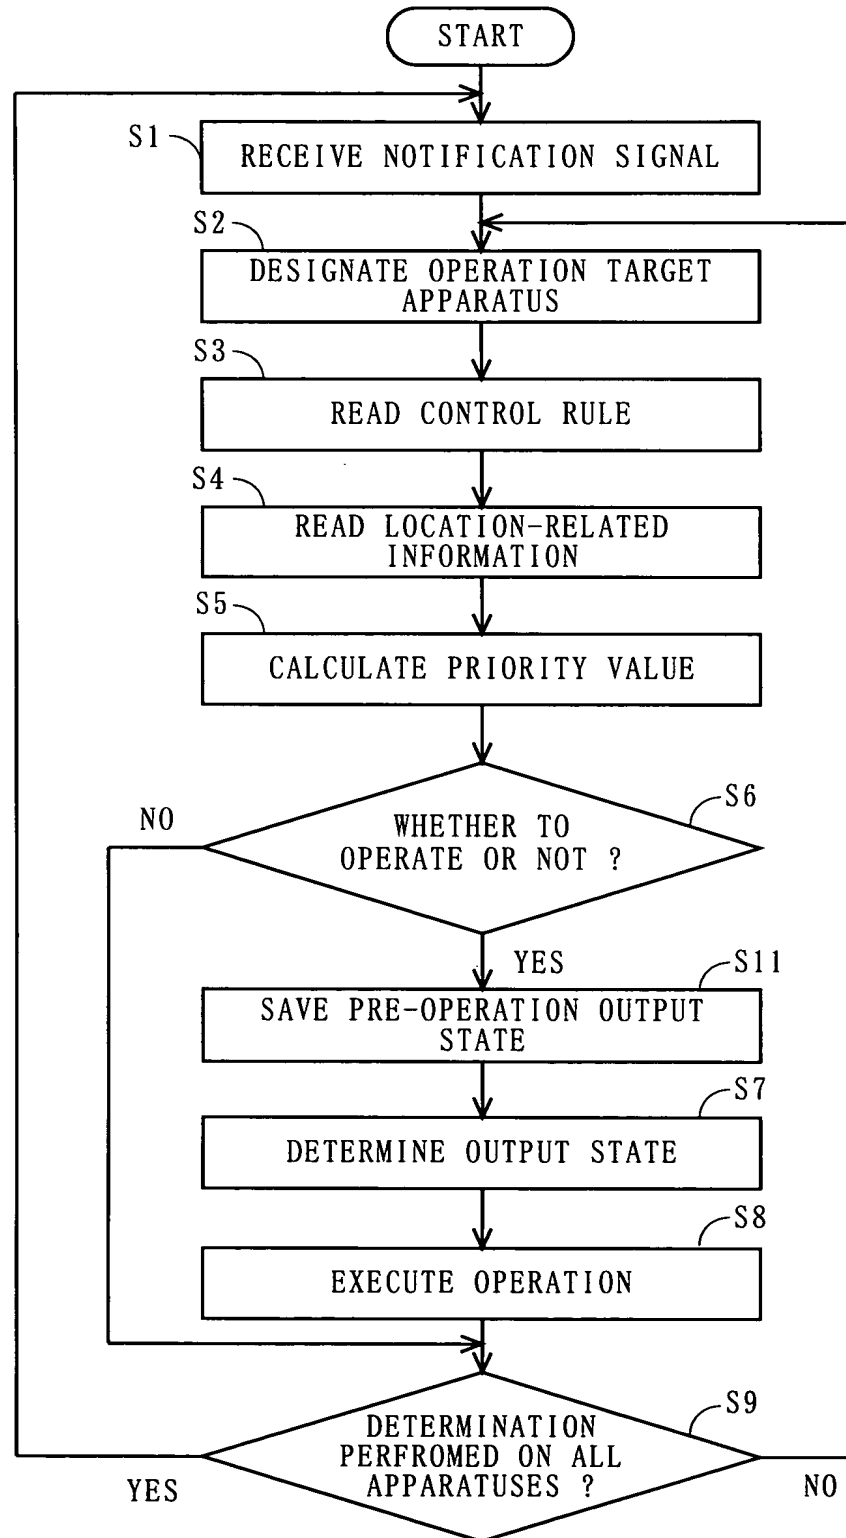 START
S1
RECEIVE NOTIFICATION SIGNAL
S2
DESIGNATE OPERATION TARGET
APPARATUS
S3
READ CONTROL RULE
S4
READ LOCATION-RELATED
INFORMATION
S5
CALCULATE PRIORITY VALUE
S6
NO
WHETHER TO
OPERATE OR NOT ?
YES
S11
SAVE PRE-OPERATION OUTPUT
STATE
S7
DETERMINE OUTPUT STATE
S8
EXECUTE OPERATION
S9
DETERMINATION
PERFROMED ON ALL
APPARATUSES ?
YES
NO